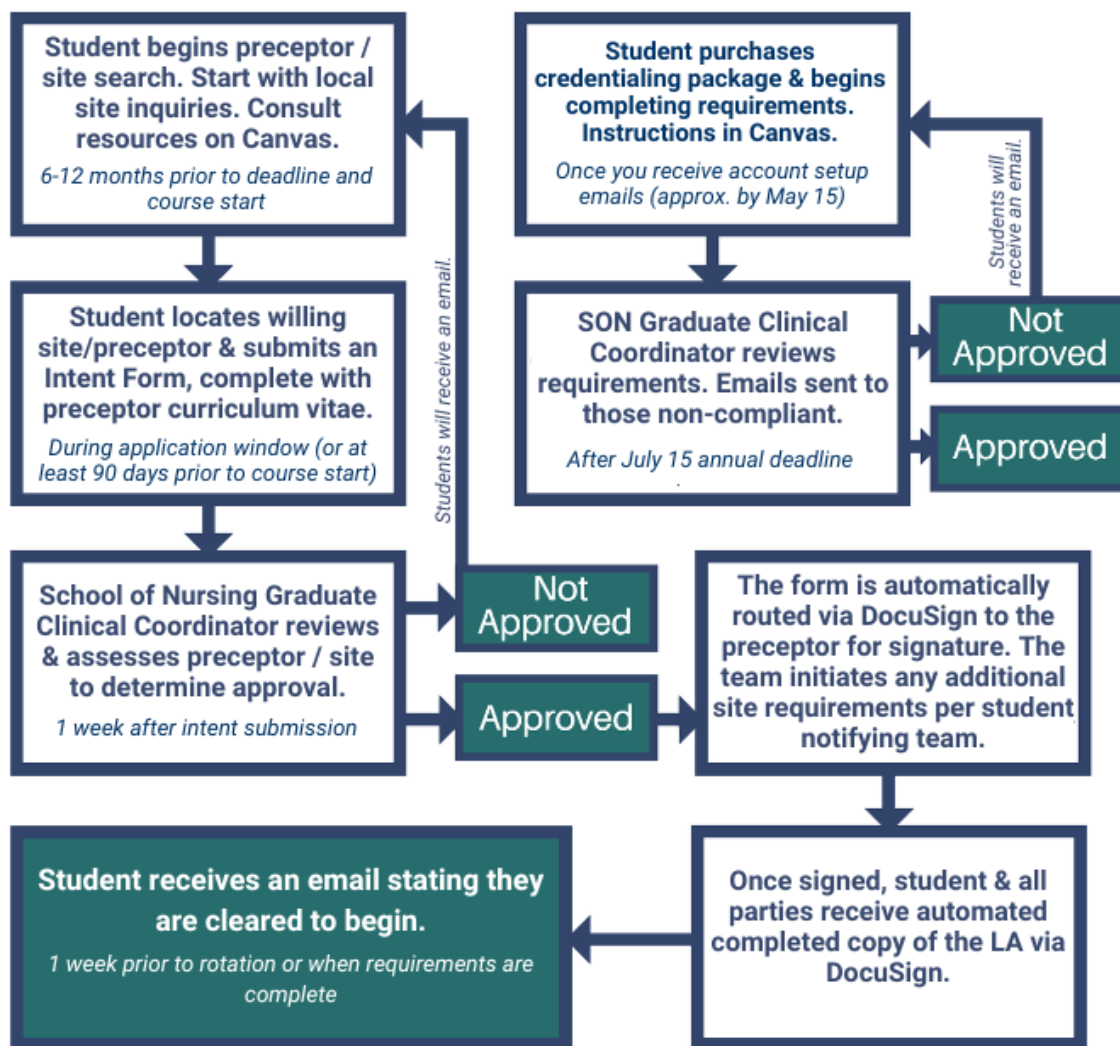 Student begins preceptor /
site search. Start with local
site inquiries. Consult
resources on Canvas.
6-12 months prior to deadline and
course start
Student locates willing
site/preceptor & submits an
Intent Form, complete with
preceptor curriculum vitae.
During application window (or at
least 90 days prior to course start)
School of Nursing Graduate
Clinical Coordinator reviews
& assesses preceptor / site
to determine approval.
1 week after intent submission
Students will receive an email.
Not
Approved
Approved
Student purchases
credentialing package & begins
completing requirements.
Instructions in Canvas.
Once you receive account setup
emails (approx. by May 15)
SON Graduate Clinical
Coordinator reviews
requirements. Emails sent to
those non-compliant.
After July 15 annual deadline
.
Students will
receive an email.
Not
Approved
Approved
The form is automatically
routed via DocuSign to the
preceptor for signature. The
team initiates any additional
site requirements per student
notifying team.
Once signed, student & all
parties receive automated
completed copy of the LA via
DocuSign.
Student receives an email stating they
are cleared to begin.
1 week prior to rotation or when requirements are
complete